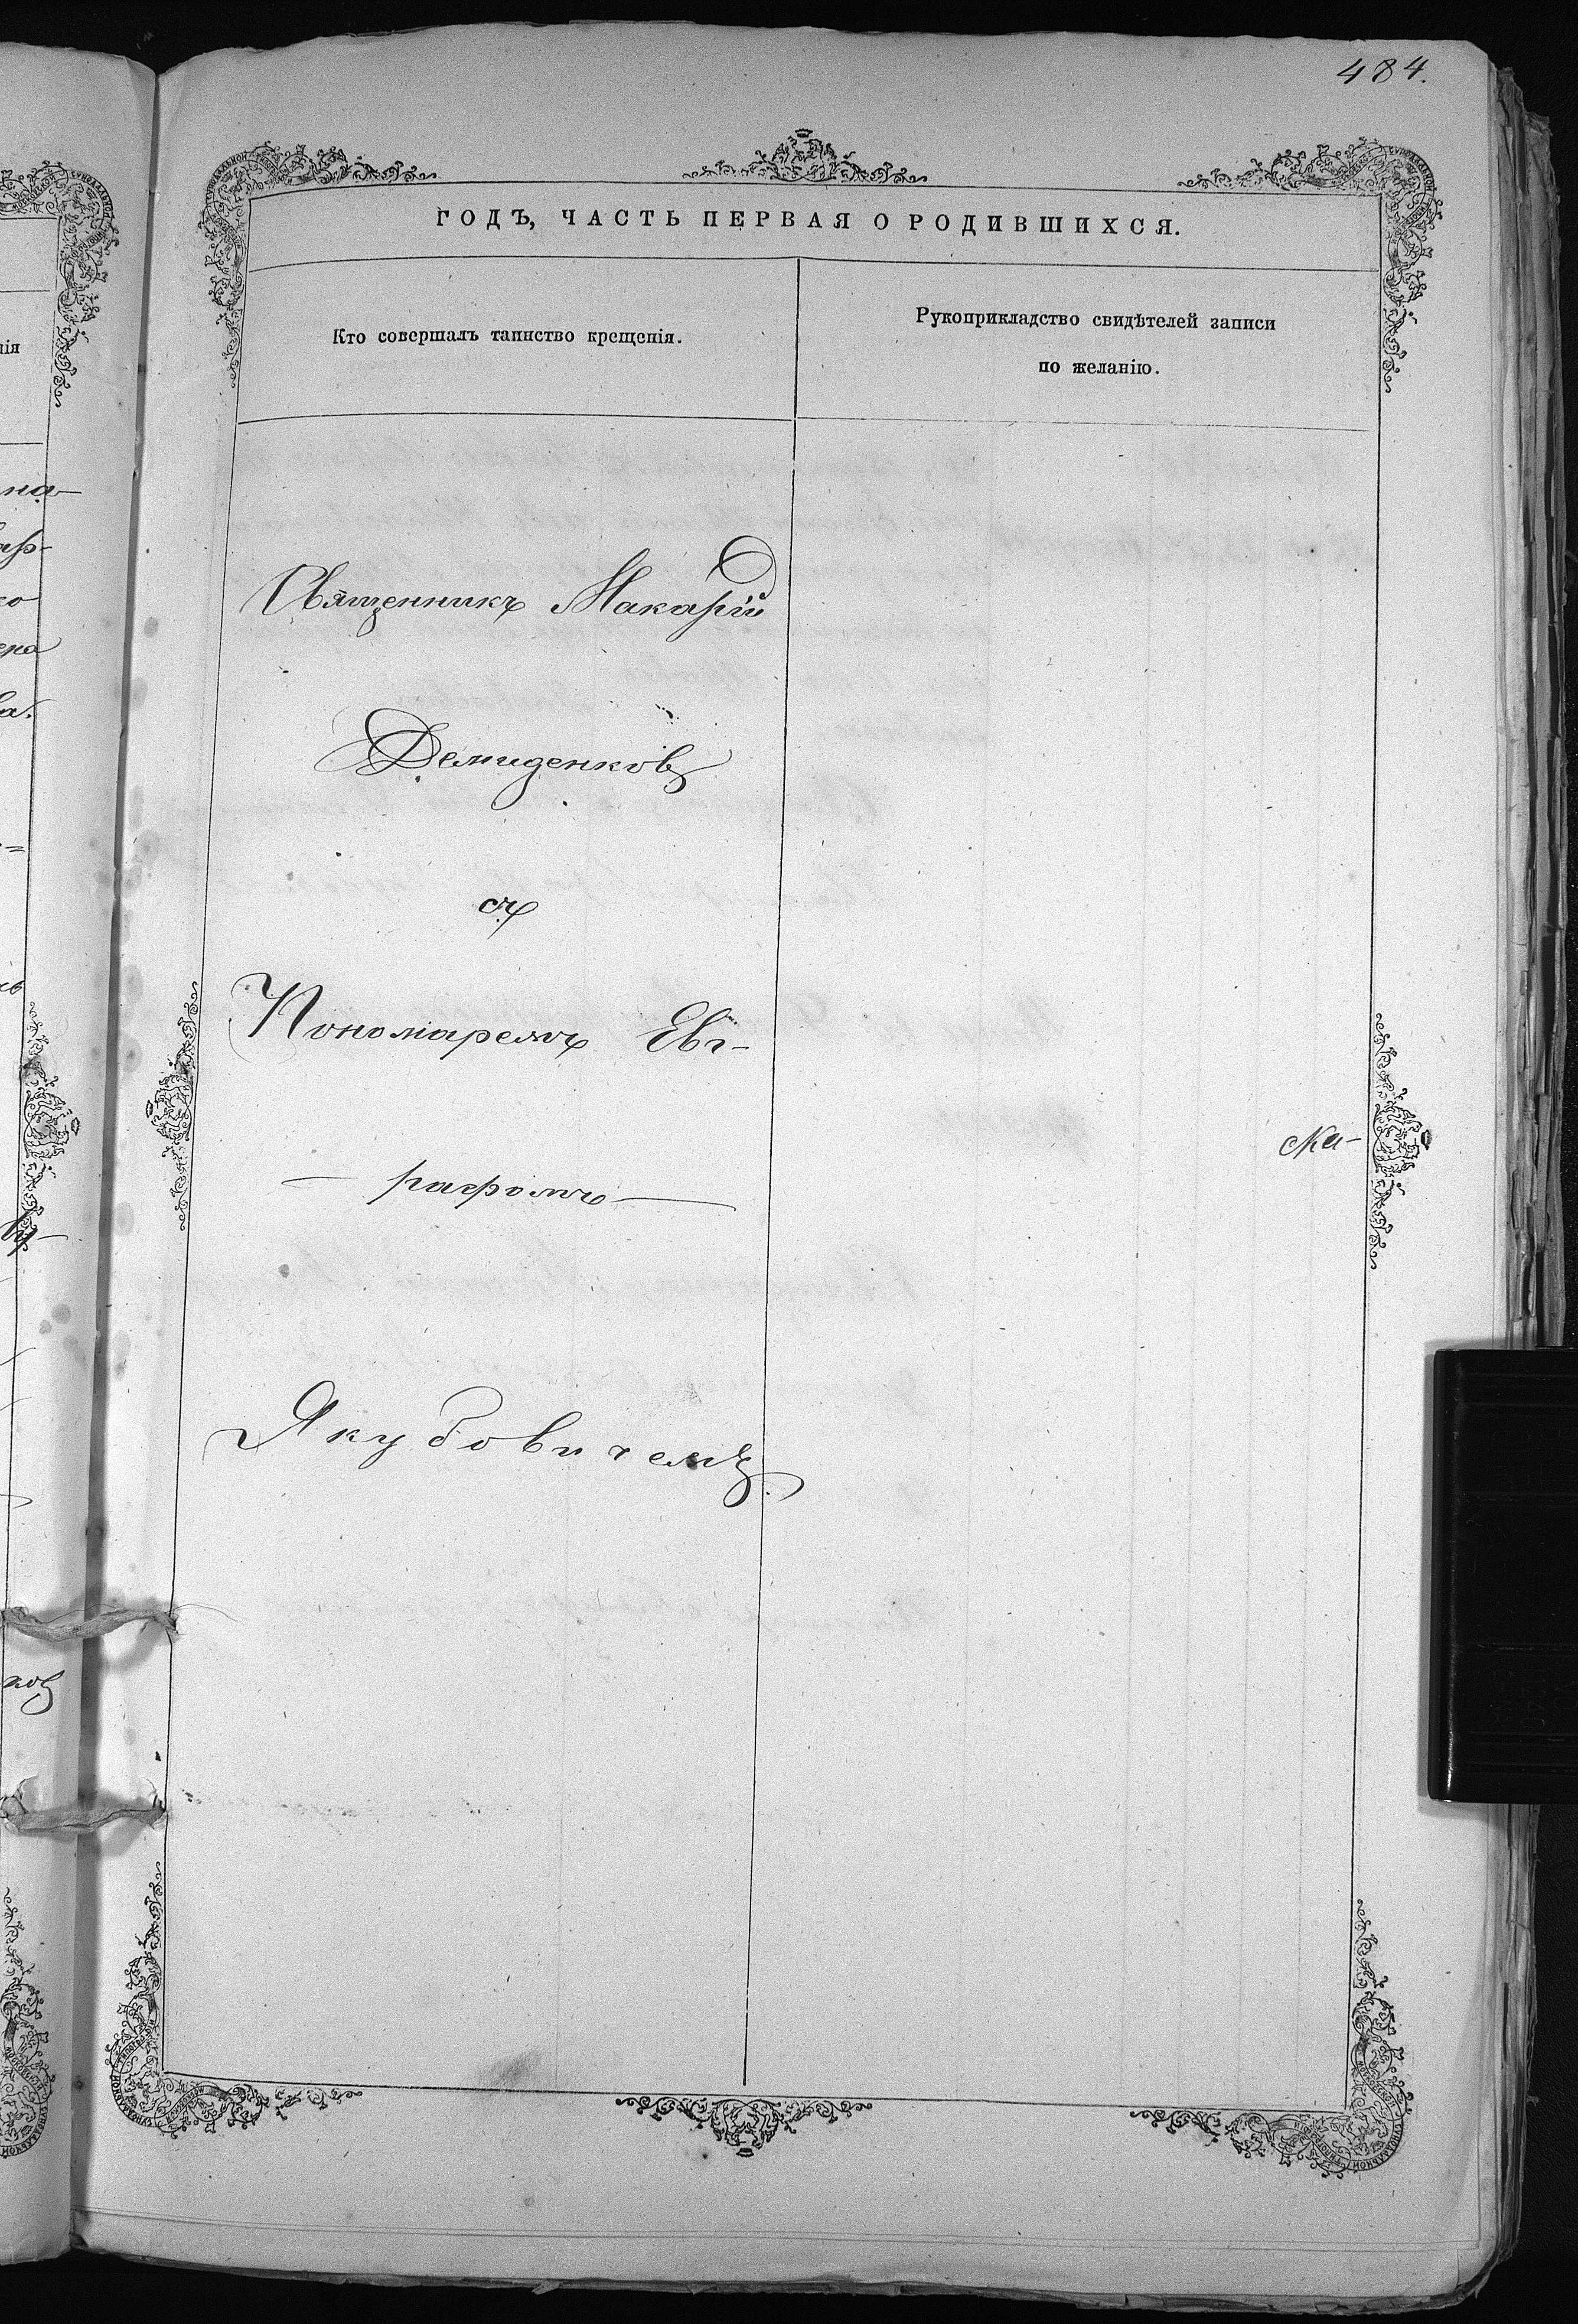 484.
ГОДЪ, ЧАСТЬ ПЕРВАЯ О РОДИВШИХСЯ.
Кто совершалъ таинство крещенія.
Рукоприкладство свидѣтелей записи
по желанію.
Священникъ Макарій
Демиденковъ
съ
Пономаремъ Евг-
- рафомъ -
Якубовичемъ.